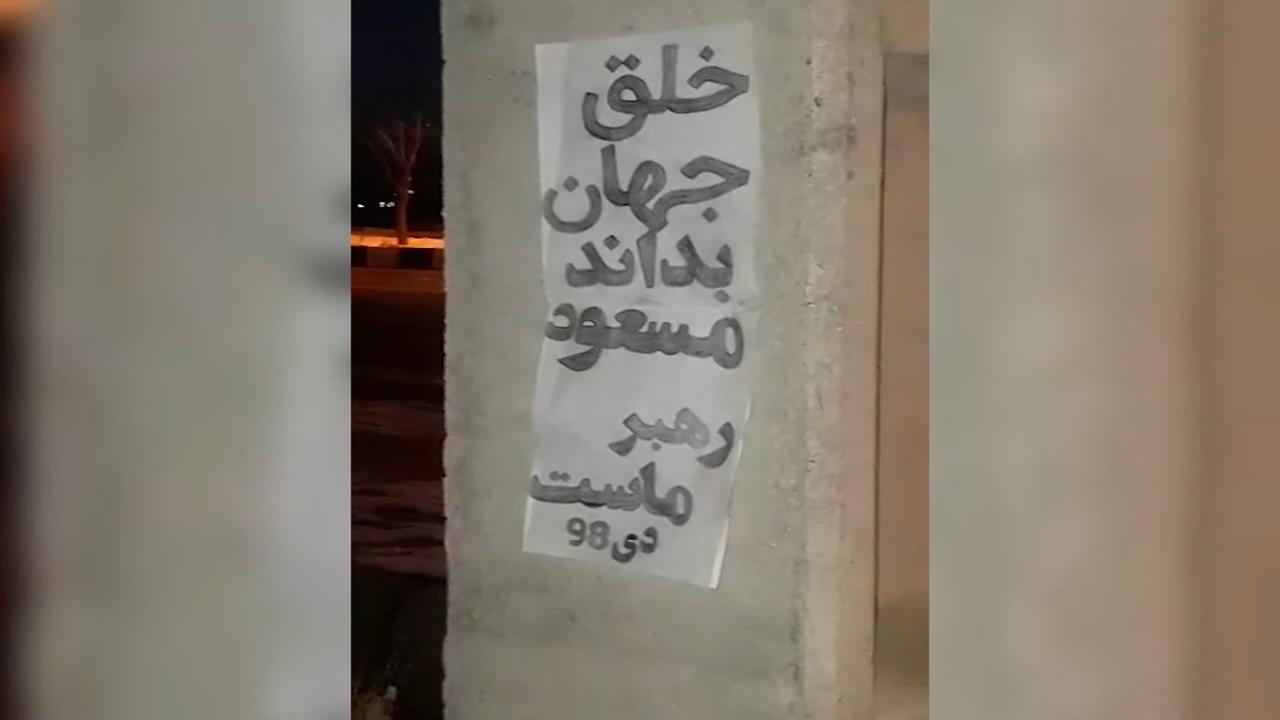 خلق
جهان
بداند
مسعود
رهبر
ماست
دی98